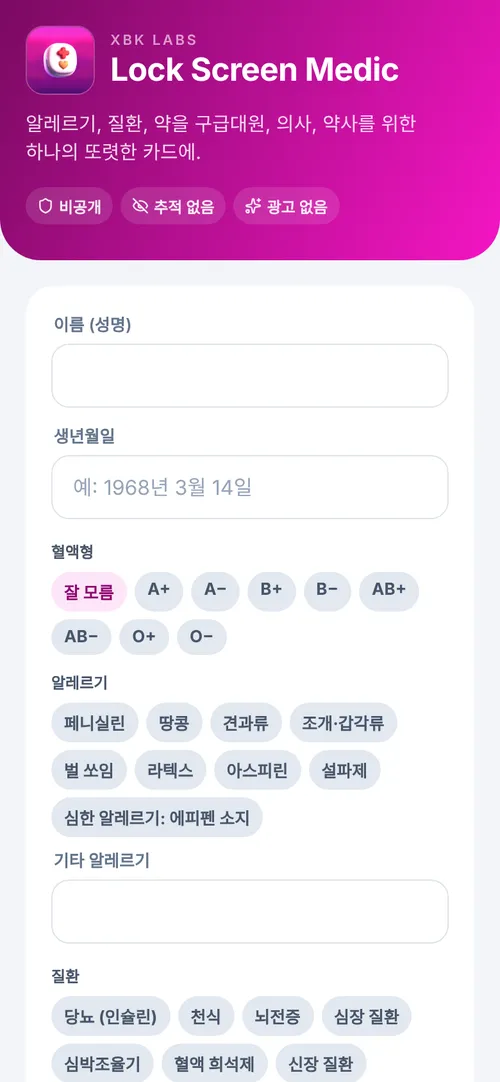 XBK LABS
Lock Screen Medic
알레르기, 질환, 약을 구급대원, 의사, 약사를 위한
하나의 또렷한 카드에.
비공개 추적 없음 광고 없음
이름 (성명)
생년월일
예: 1968년 3월 14일
혈액형
잘 모름 A+ A− B+ B− AB+
AB− O+ O−
알레르기
페니실린 땅콩 견과류 조개·갑각류
벌 쏘임 라텍스 아스피린 설파제
심한 알레르기: 에피펜 소지
기타 알레르기
질환
당뇨 (인슐린) 천식 뇌전증 심장 질환
심박조율기 혈액 희석제 신장 질환